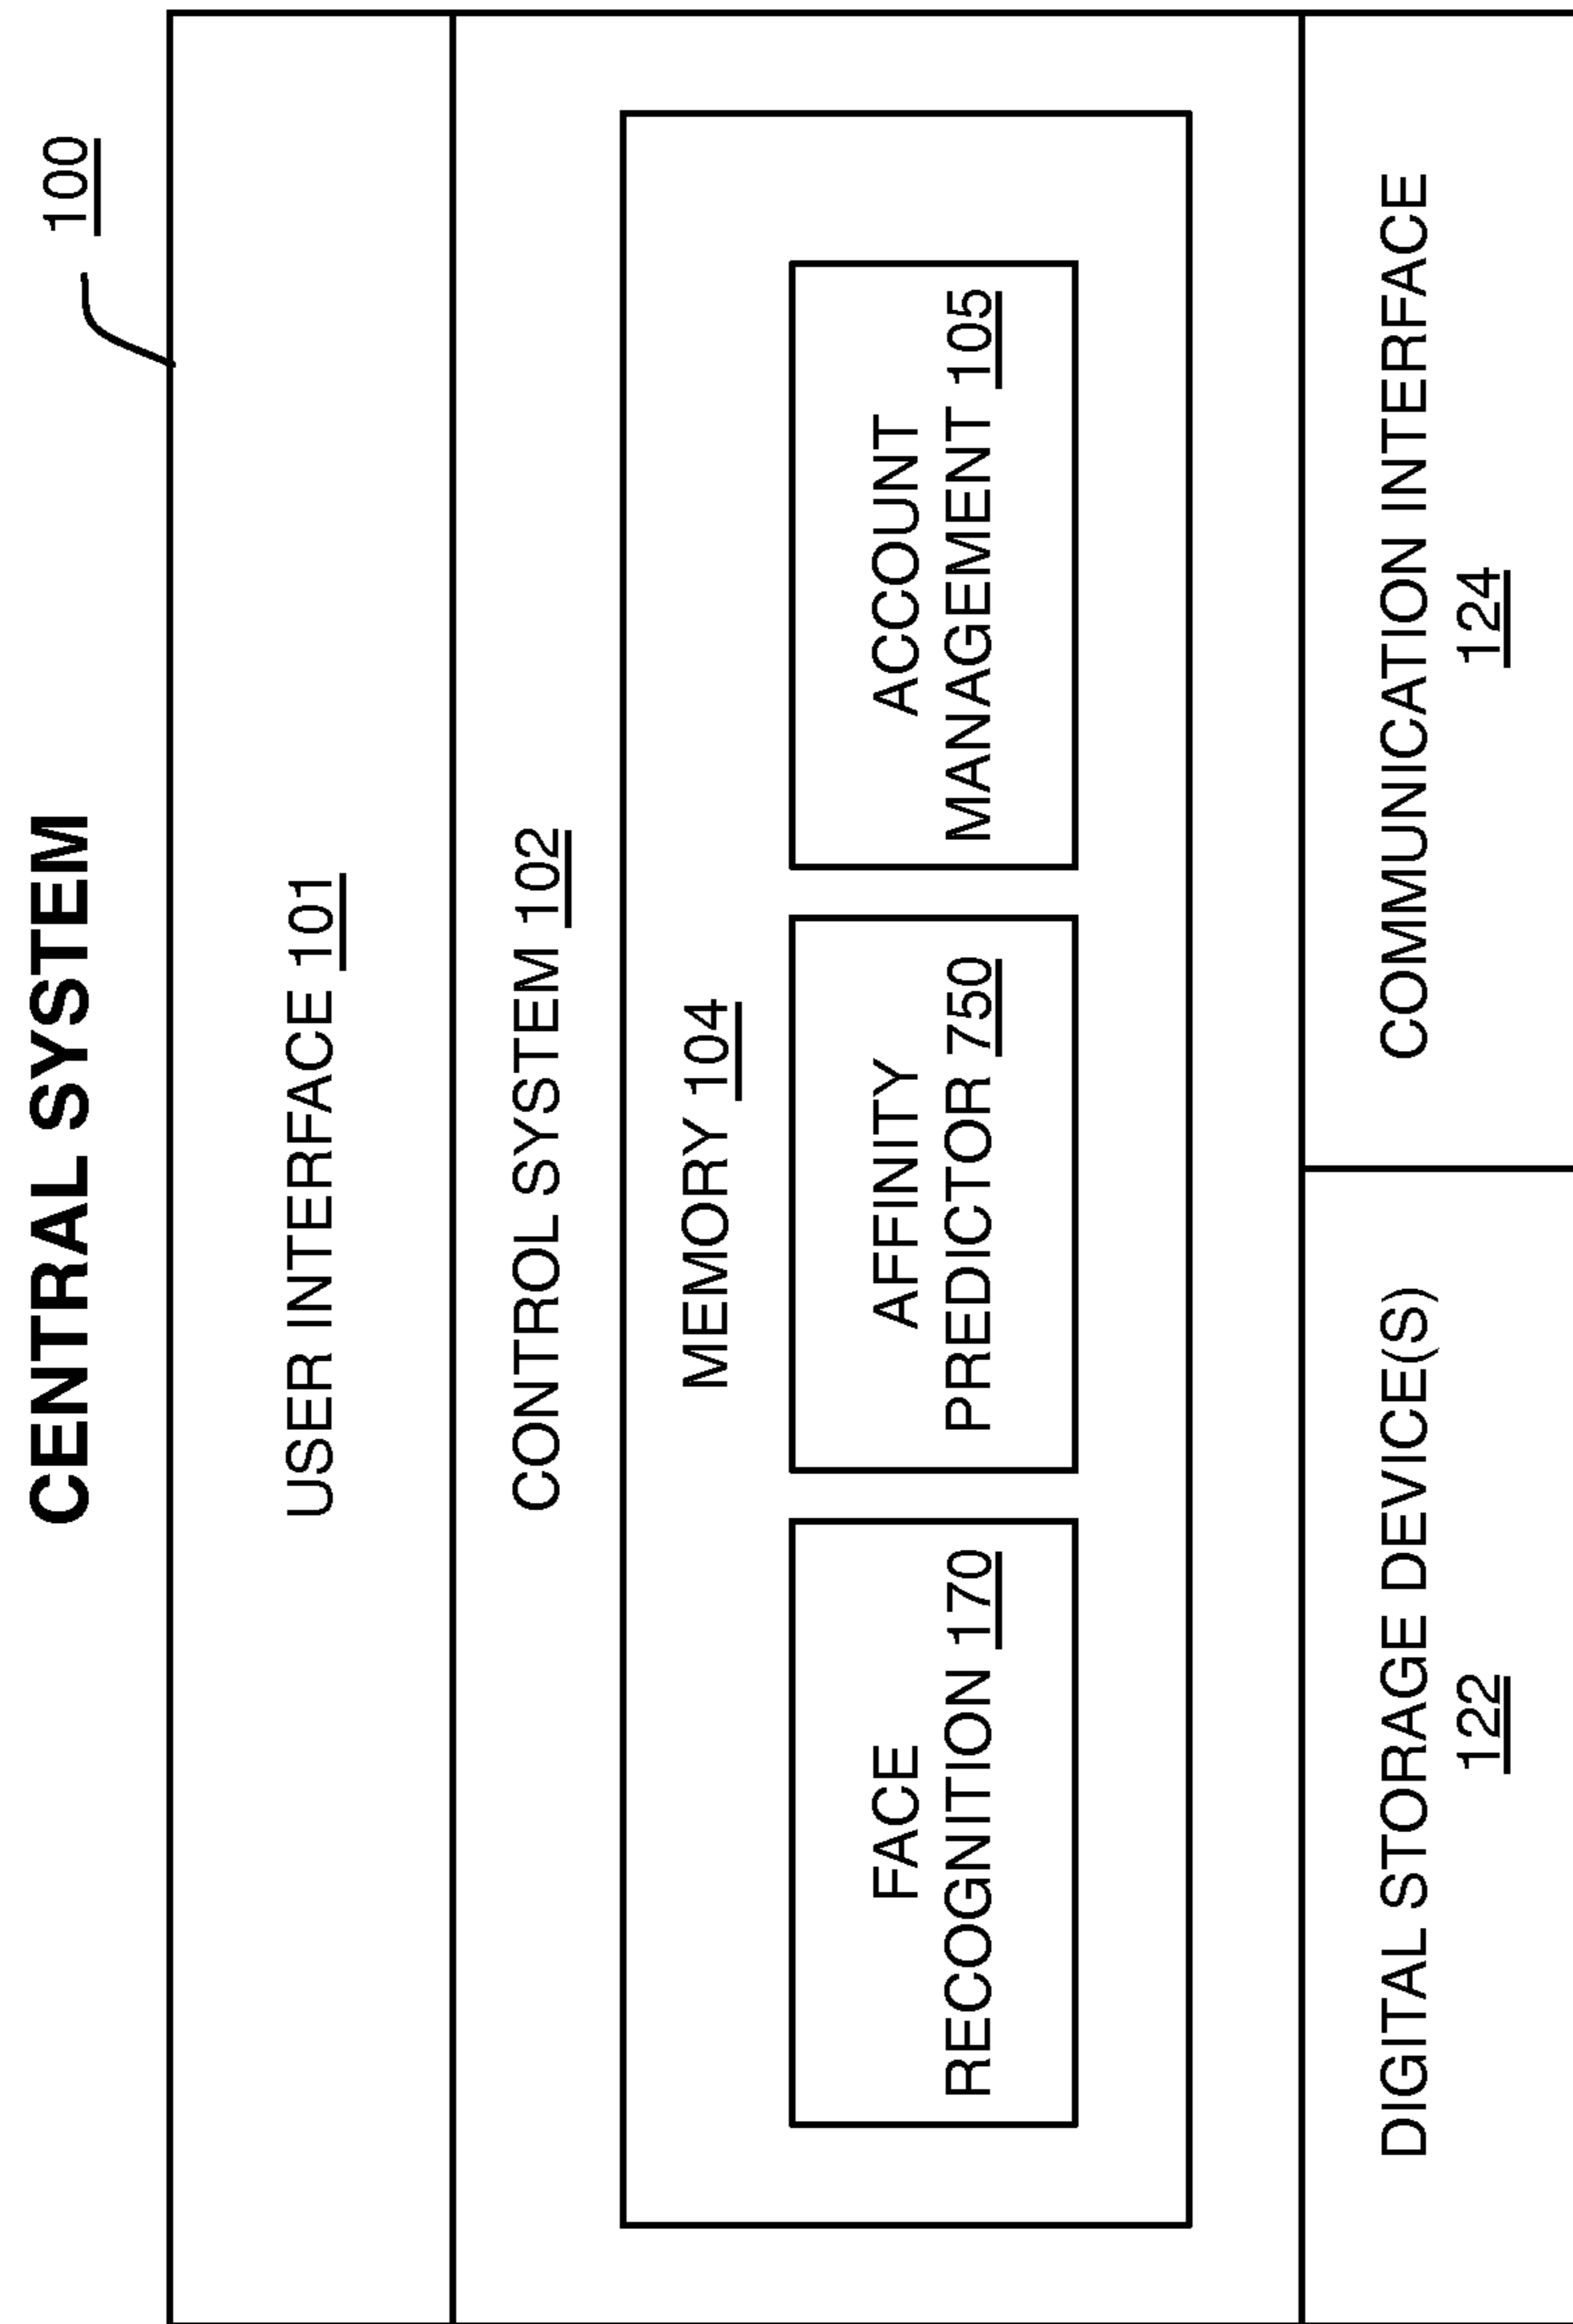 CENTRAL SYSTEM
100
USER INTERFACE 101
CONTROL SYSTEM 102
MEMORY 104
FACE
RECOGNITION 170
AFFINITY
PREDICTOR 750
ACCOUNT
MANAGEMENT 105
DIGITAL STORAGE DEVICE(S)
122
COMMUNICATION INTERFACE
124